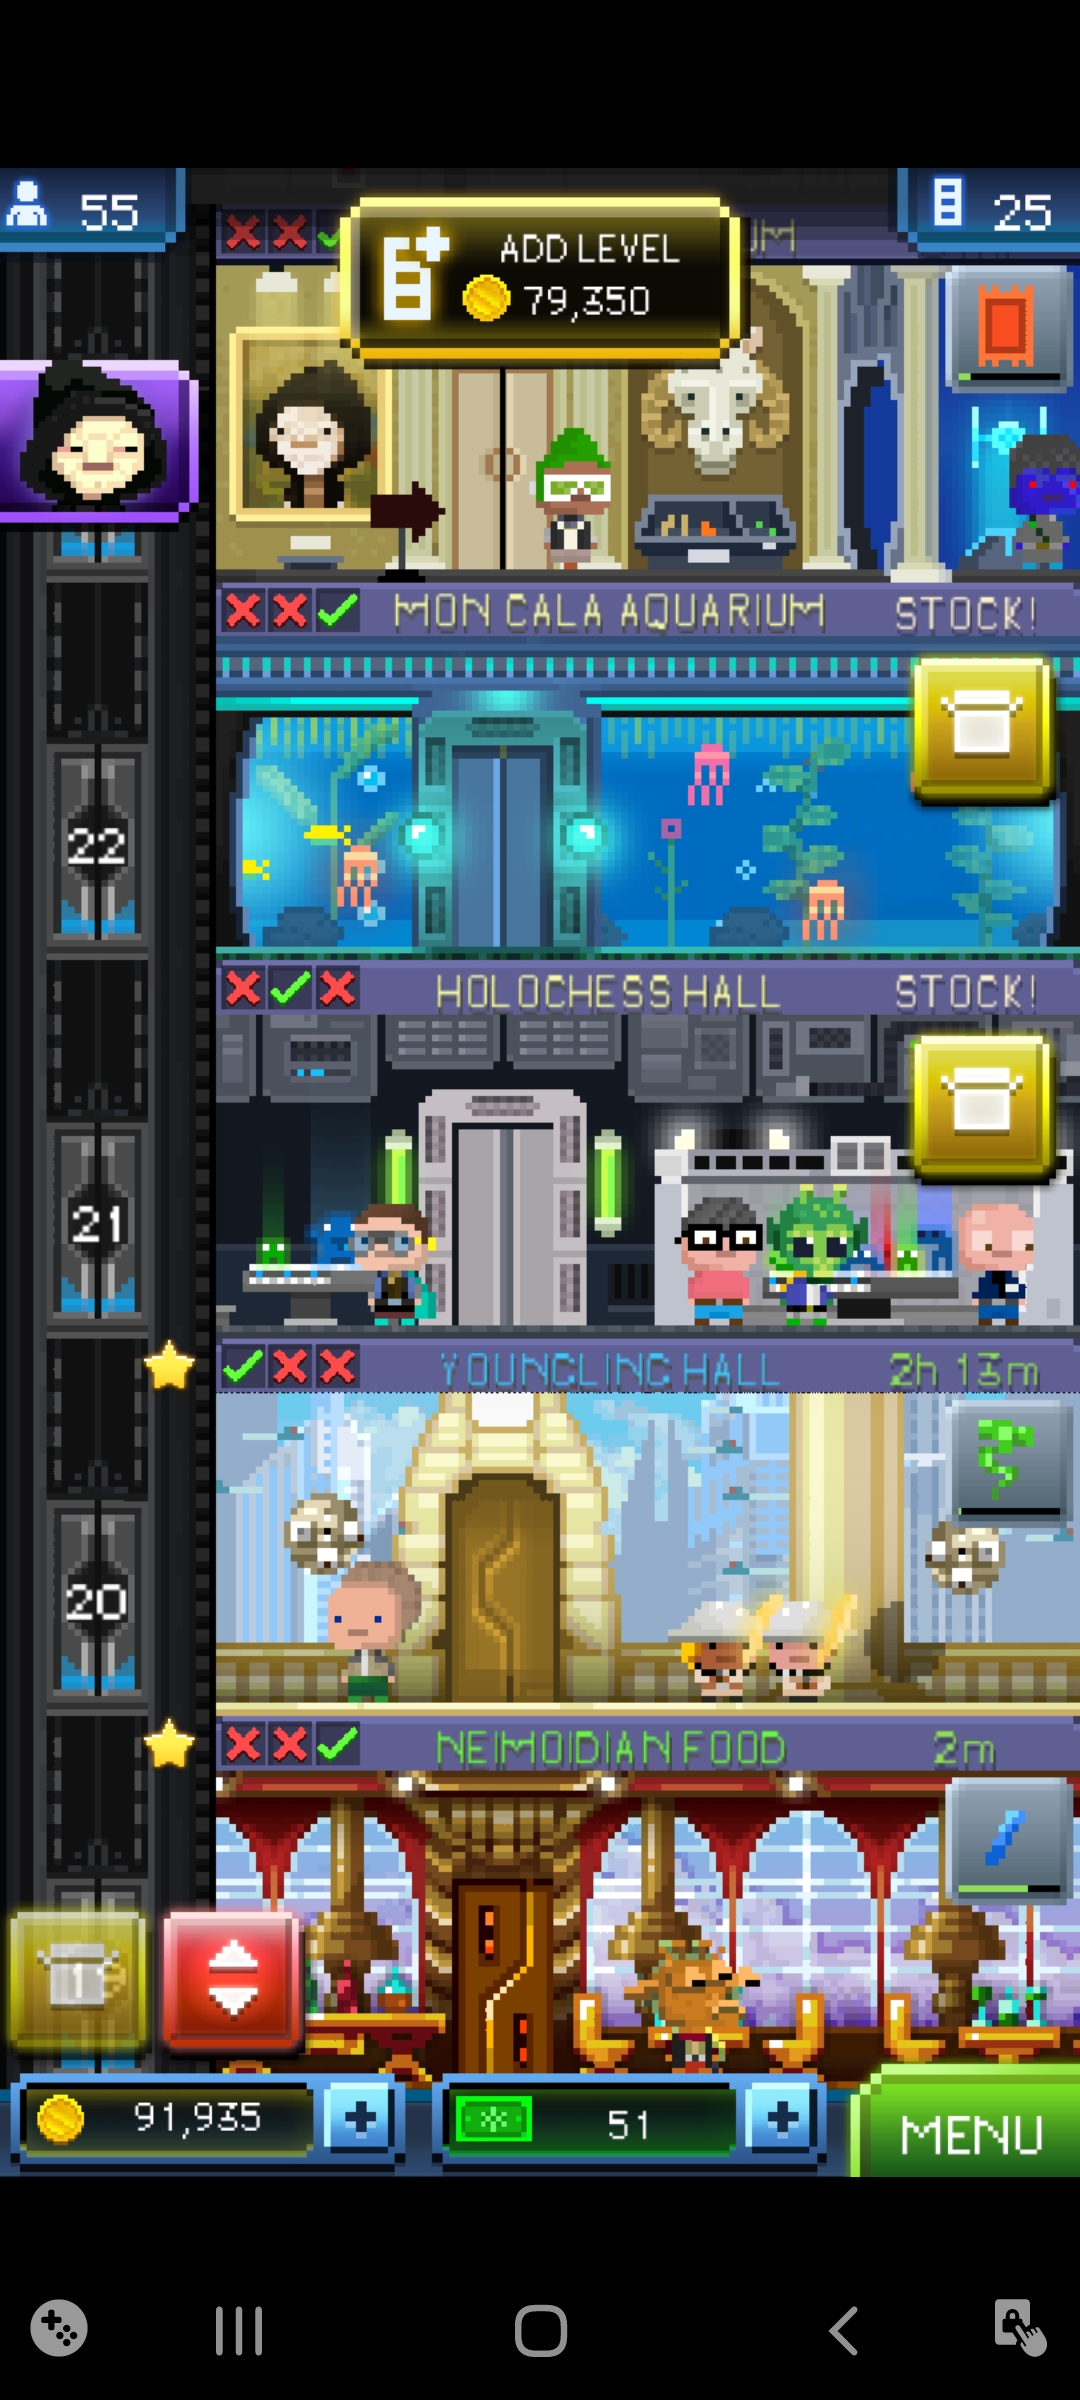 55
ADD LEVEL
79,350
UM
25
MON CALA AQUARIUM STOCK!
22
HOLOCHESS HALL STOCK!
21
YOUNGLING HALL 2h 13m
20
NEIMOIDIAN FOOD 2m
91,935
51
MENU